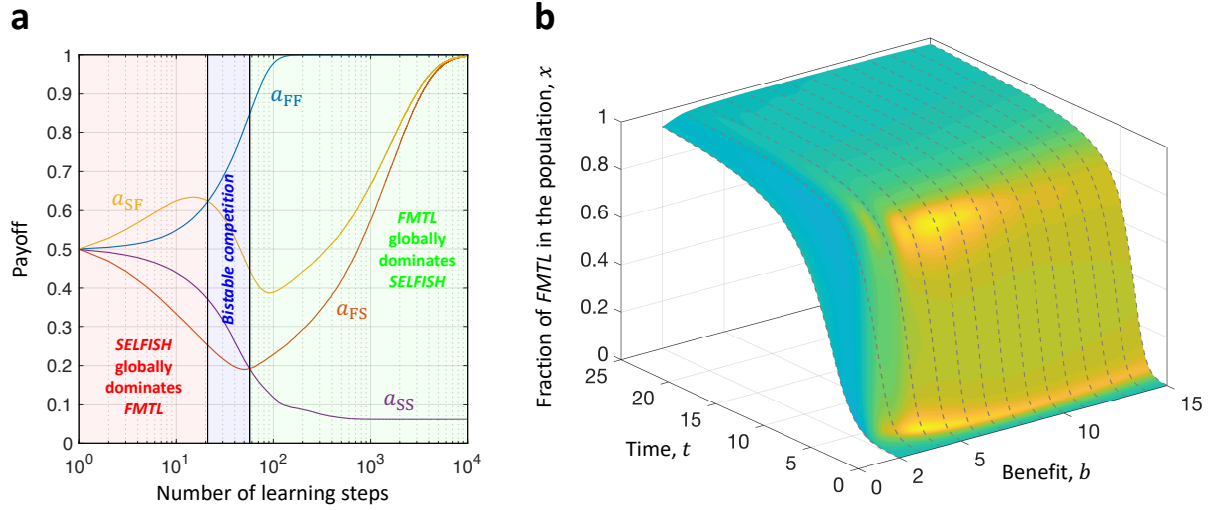 a
1
0.9
0.8
0.7
0.6
0.5
0.4
0.3
0.2
0.1
0
Payoff
10^0
10^1
10^2
10^3
10^4
Number of learning steps
a_FF
a_SF
a_FS
a_SS
SELFISH
globally
dominates
FMTL
Bistable competition
FMTL
globally
dominates
SELFISH
b
Fraction of FMTL in the population, x
1
0.8
0.6
0.4
0.2
0
25
20
15
10
5
0
Time, t
0
2
5
10
15
Benefit, b